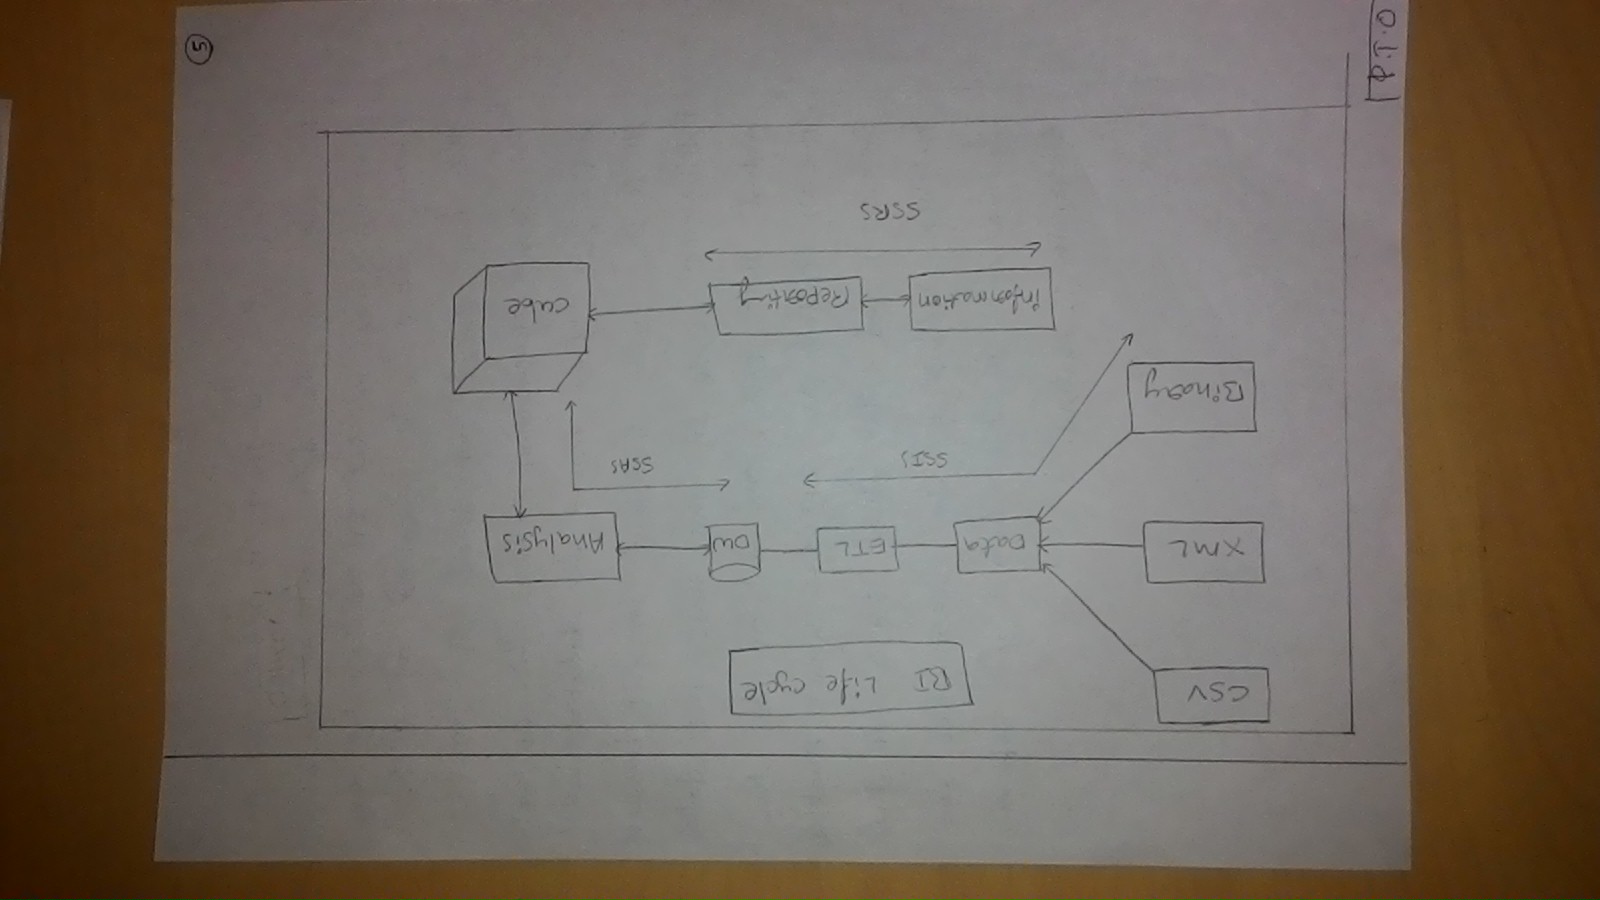 CSV
BI Life cycle
XML
Data
ETL
DW
Analysis
SSIS
SSAS
Binary
information
Reporting
cube
SSRS
P.T.O
5